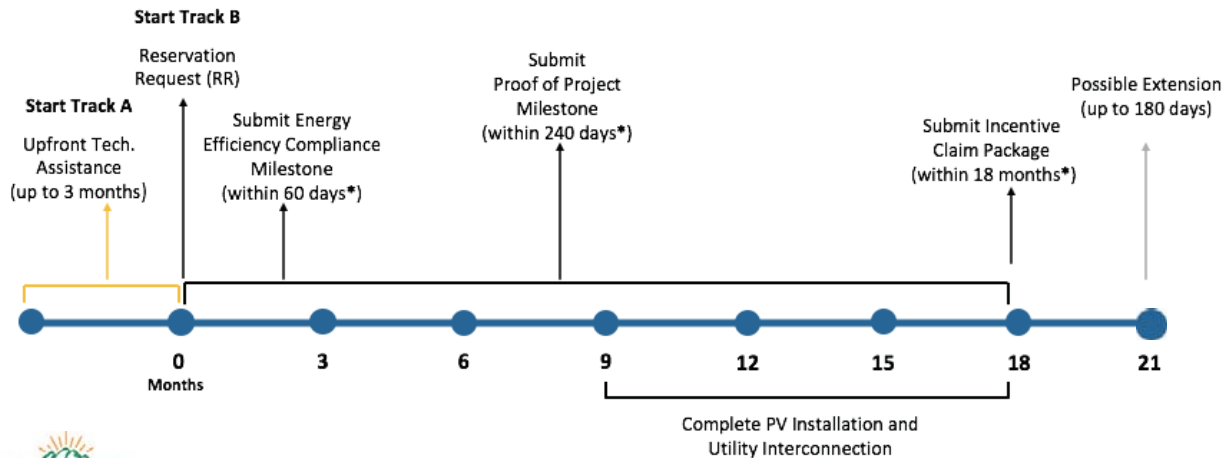 Start Track B
Reservation
Request (RR)
Start Track A
Upfront Tech.
Assistance
(up to 3 months)
Submit Energy
Efficiency Compliance
Milestone
(within 60 days*)
Submit
Proof of Project
Milestone
(within 240 days*)
Submit Incentive
Claim Package
(within 18 months*)
Possible Extension
(up to 180 days)
0 3 6 9 12 15 18 21
Months
Complete PV Installation and
Utility Interconnection